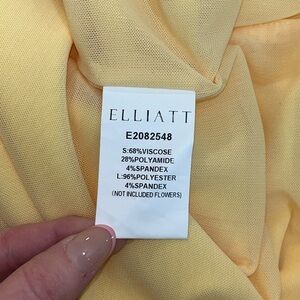 ELLIATT
E2082548
S:68%VISCOSE
28%POLYAMIDE
4%SPANDEX
L:96%POLYESTER
4%SPANDEX
(NOT INCLUDED FLOWERS)